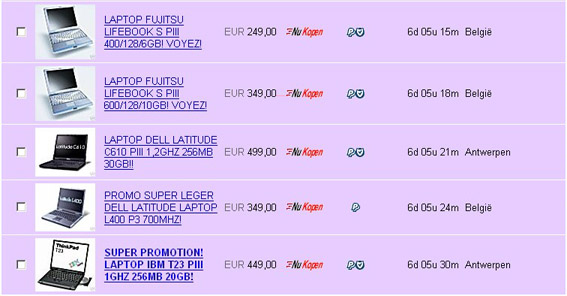 LAPTOP FUJITSU
LIFEBOOK S PIII
400/128/6GB! VOYEZ!
EUR 249,00
Nu Kopen
6d 05u 15m
België
LAPTOP FUJITSU
LIFEBOOK S PIII
600/128/10GB! VOYEZ!
EUR 349,00
Nu Kopen
6d 05u 18m
België
Latitude C610
LAPTOP DELL LATITUDE
C610 PIII 1,2GHZ 256MB
30GB!!
EUR 499,00
Nu Kopen
6d 05u 21m
Antwerpen
Latitude L400
PROMO SUPER LEGER
DELL LATITUDE LAPTOP
L400 P3 700MHZ!
EUR 349,00
Nu Kopen
6d 05u 24m
België
ThinkPad
T23
SUPER PROMOTION!
LAPTOP IBM T23 PIII
1GHZ 256MB 20GB!
EUR 449,00
Nu Kopen
6d 05u 30m
Antwerpen